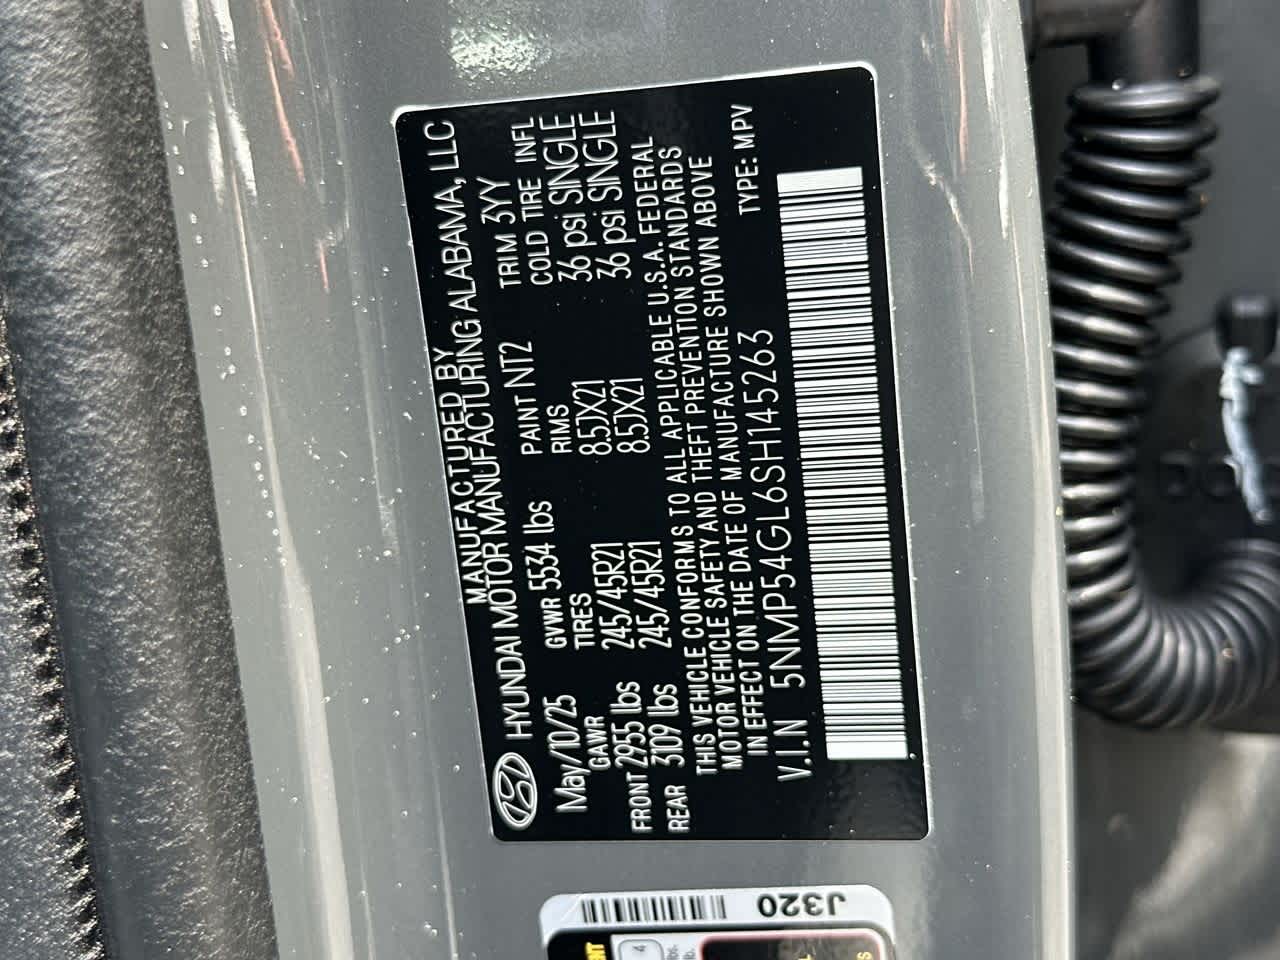 MANUFACTURED BY
HYUNDAI MOTOR MANUFACTURING ALABAMA, LLC
May/10/25 GVWR 5534 lbs PAINT NT2 TRIM 3YY
GAWR TIRES RIMS COLD TIRE INFL
FRONT 2955 lbs 245/45R21 8.5JX21 36 psi SINGLE
REAR 3109 lbs 245/45R21 8.5JX21 36 psi SINGLE
THIS VEHICLE CONFORMS TO ALL APPLICABLE U.S.A. FEDERAL
MOTOR VEHICLE SAFETY AND THEFT PREVENTION STANDARDS
IN EFFECT ON THE DATE OF MANUFACTURE SHOWN ABOVE
V.I.N 5NMP54GL6SH145263 TYPE: MPV
J320
4